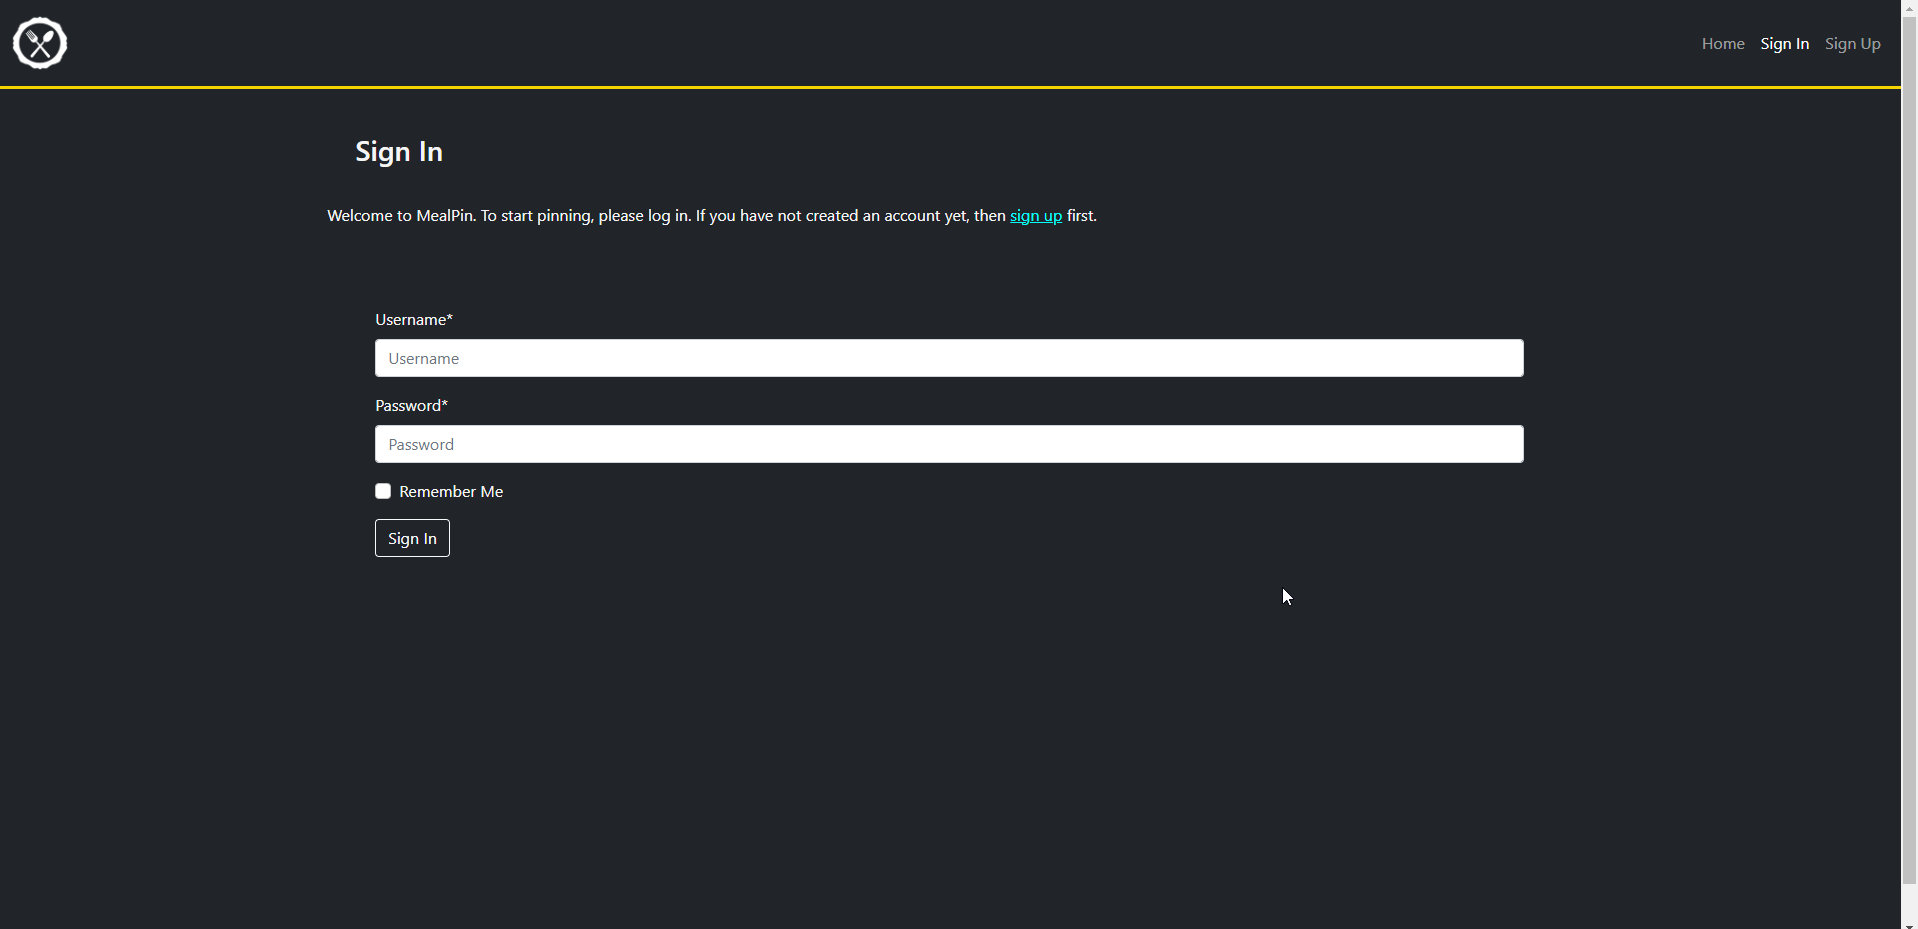 Home Sign In Sign Up
Sign In
Welcome to MealPin. To start pinning, please log in. If you have not created an account yet, then sign up first.
Username*
Username
Password*
Password
Remember Me
Sign In